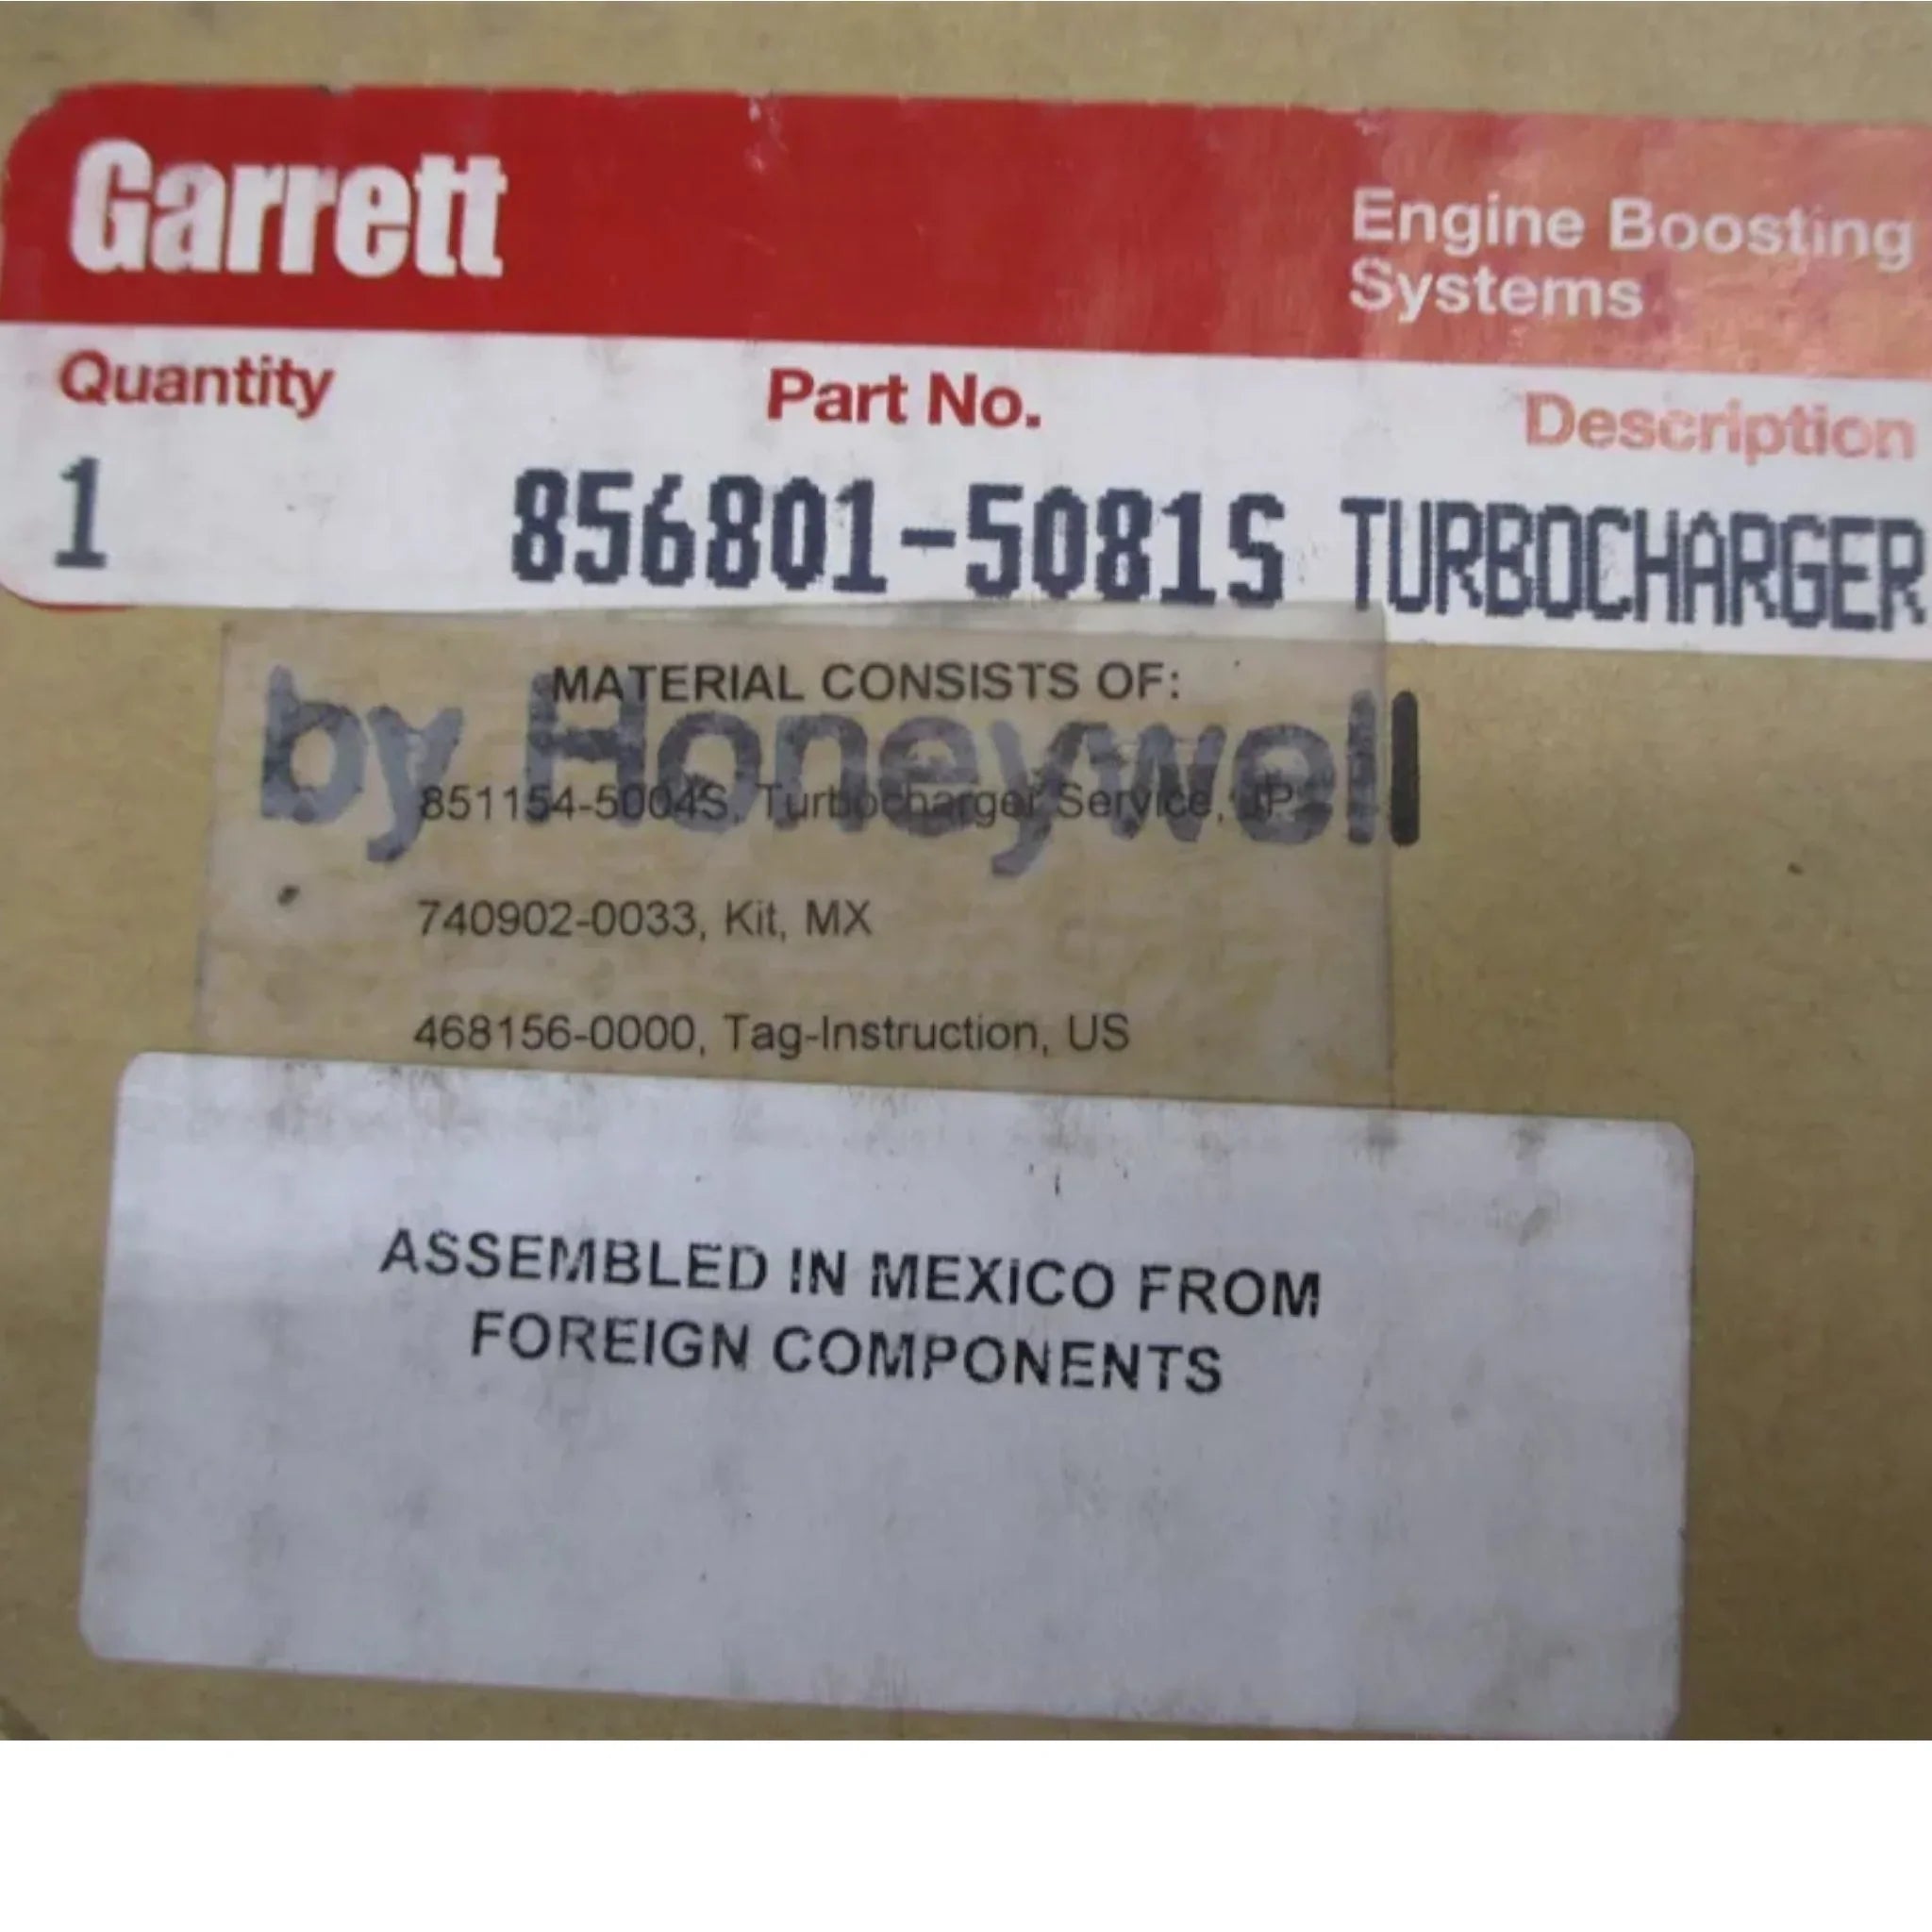 Garrett
Engine Boosting
Systems
Quantity Part No. Description
1 856801-5081S TURBOCHARGER
MATERIAL CONSISTS OF:
by Honeywell
851154-5004S, Turbocharger Service, JP
740902-0033, Kit, MX
468156-0000, Tag-Instruction, US
ASSEMBLED IN MEXICO FROM
FOREIGN COMPONENTS